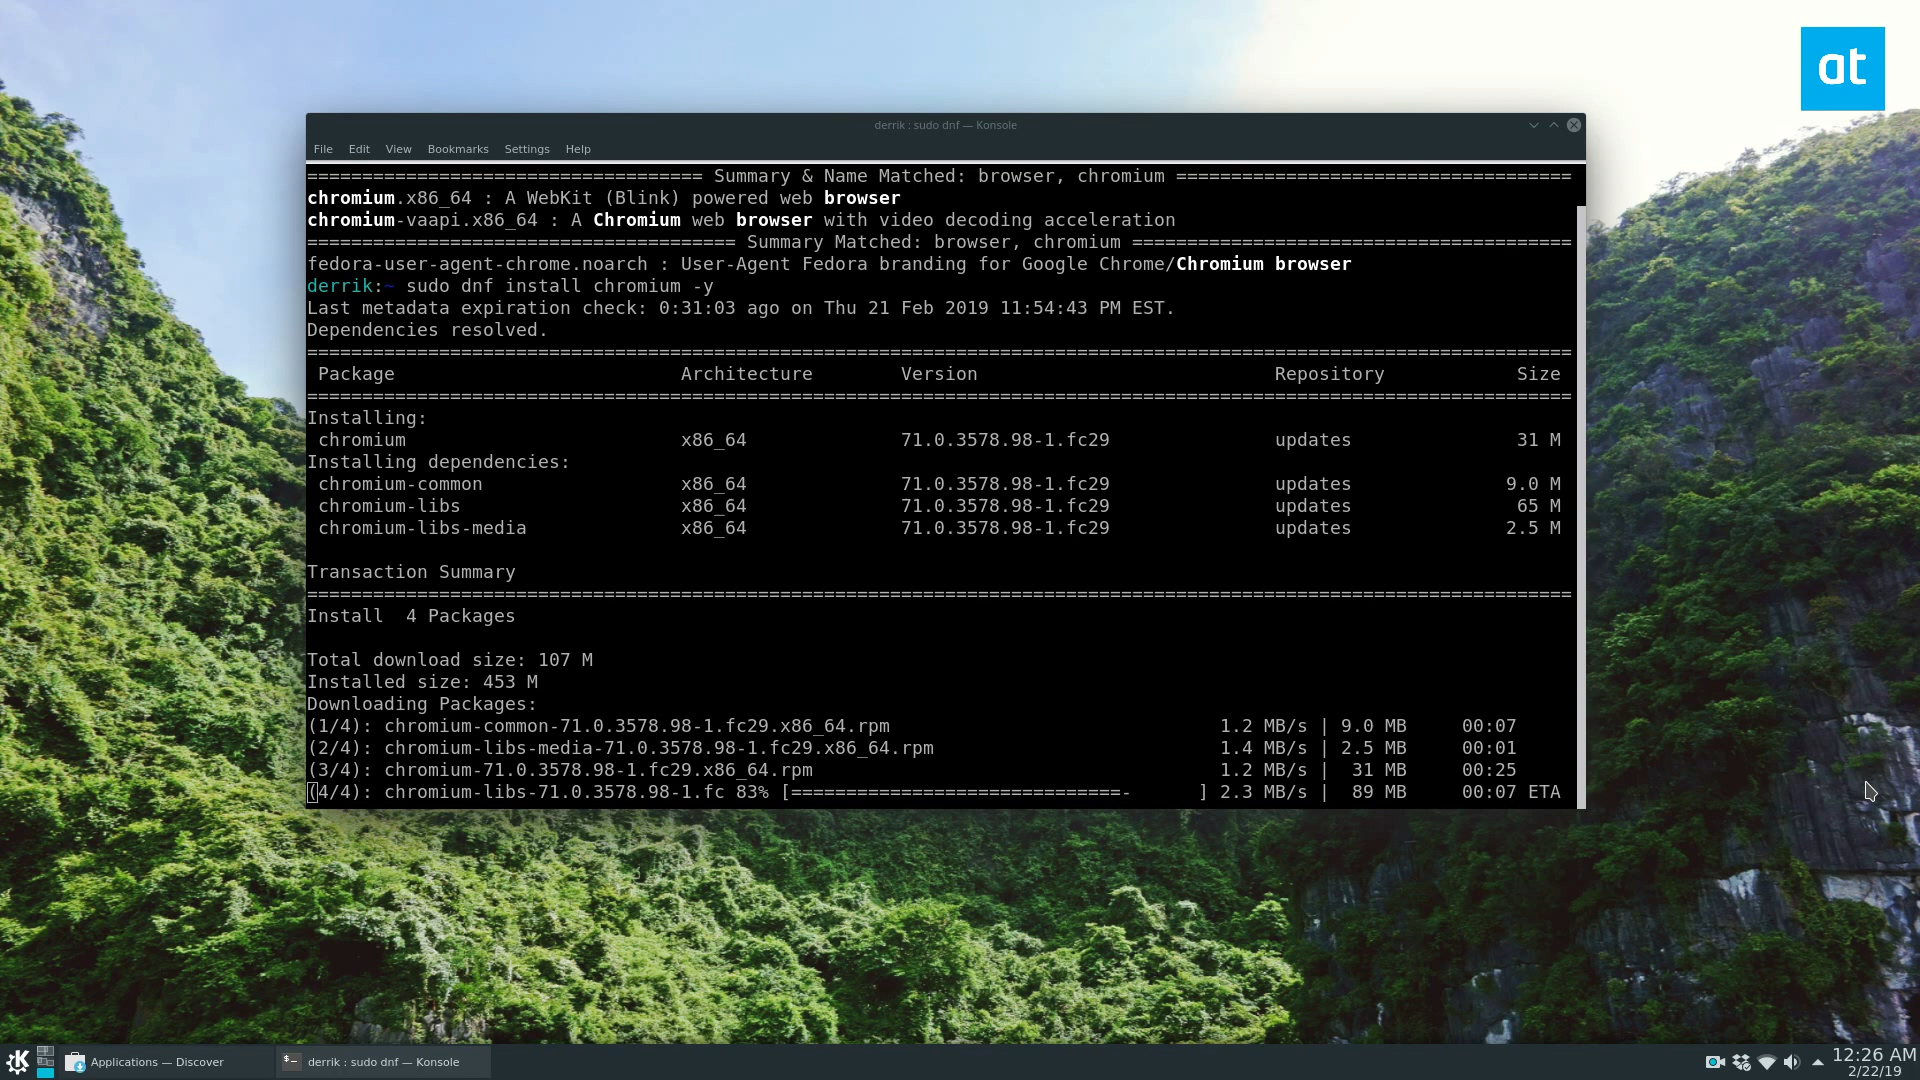 at
derrik : sudo dnf — Konsole
File Edit View Bookmarks Settings Help
==================================== Summary & Name Matched: browser, chromium ====================================
chromium.x86_64 : A WebKit (Blink) powered web browser
chromium-vaapi.x86_64 : A Chromium web browser with video decoding acceleration
======================================= Summary Matched: browser, chromium ========================================
fedora-user-agent-chrome.noarch : User-Agent Fedora branding for Google Chrome/Chromium browser
derrik:~ sudo dnf install chromium -y
Last metadata expiration check: 0:31:03 ago on Thu 21 Feb 2019 11:54:43 PM EST.
Dependencies resolved.
===================================================================================================================
Package Architecture Version Repository Size
===================================================================================================================
Installing:
chromium x86_64 71.0.3578.98-1.fc29 updates 31 M
Installing dependencies:
chromium-common x86_64 71.0.3578.98-1.fc29 updates 9.0 M
chromium-libs x86_64 71.0.3578.98-1.fc29 updates 65 M
chromium-libs-media x86_64 71.0.3578.98-1.fc29 updates 2.5 M
Transaction Summary
===================================================================================================================
Install 4 Packages
Total download size: 107 M
Installed size: 453 M
Downloading Packages:
(1/4): chromium-common-71.0.3578.98-1.fc29.x86_64.rpm 1.2 MB/s | 9.0 MB 00:07
(2/4): chromium-libs-media-71.0.3578.98-1.fc29.x86_64.rpm 1.4 MB/s | 2.5 MB 00:01
(3/4): chromium-71.0.3578.98-1.fc29.x86_64.rpm 1.2 MB/s | 31 MB 00:25
(4/4): chromium-libs-71.0.3578.98-1.fc 83% [==============================- ] 2.3 MB/s | 89 MB 00:07 ETA
Applications — Discover
derrik : sudo dnf — Konsole
12:26 AM
2/22/19